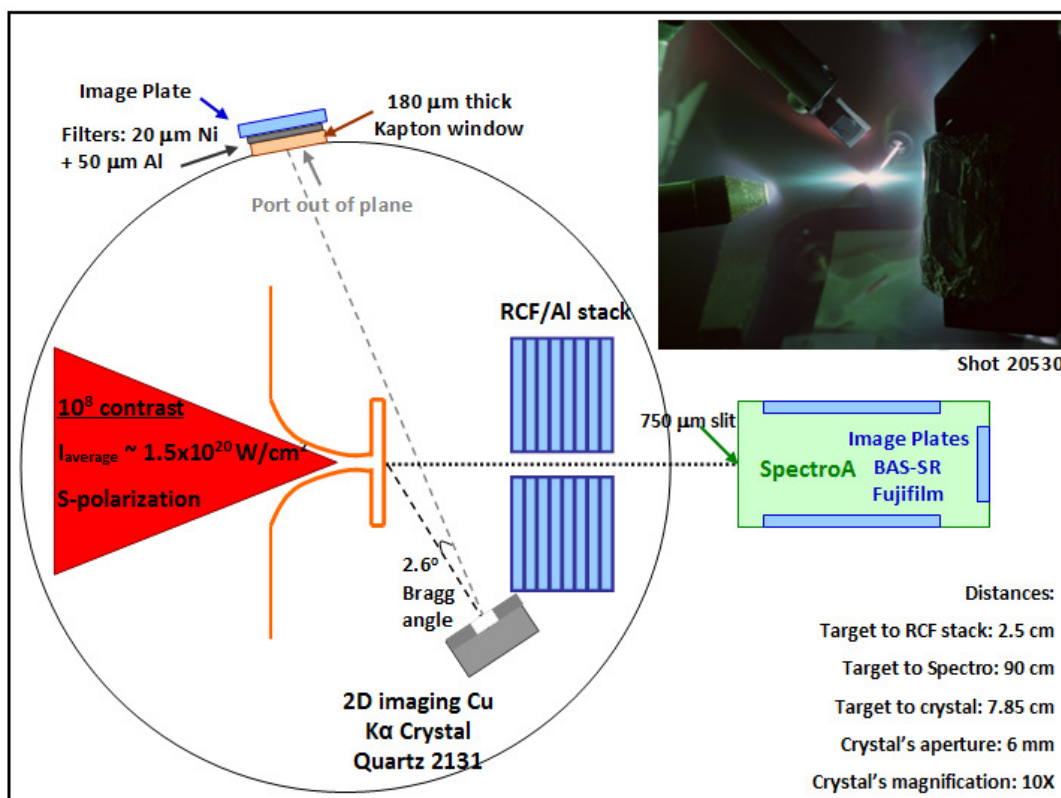 Image Plate
Filters: 20 μm Ni
+ 50 μm Al
180 μm thick
Kapton window
Port out of plane
RCF/Al stack
Shot 20530
10⁸ contrast
Iaverage ~ 1.5x10²⁰ W/cm²
S-polarization
750 μm slit
SpectroA
Image Plates
BAS-SR
Fujifilm
2.6°
Bragg
angle
2D imaging Cu
Kα Crystal
Quartz 2131
Distances:
Target to RCF stack: 2.5 cm
Target to Spectro: 90 cm
Target to crystal: 7.85 cm
Crystal's aperture: 6 mm
Crystal's magnification: 10X